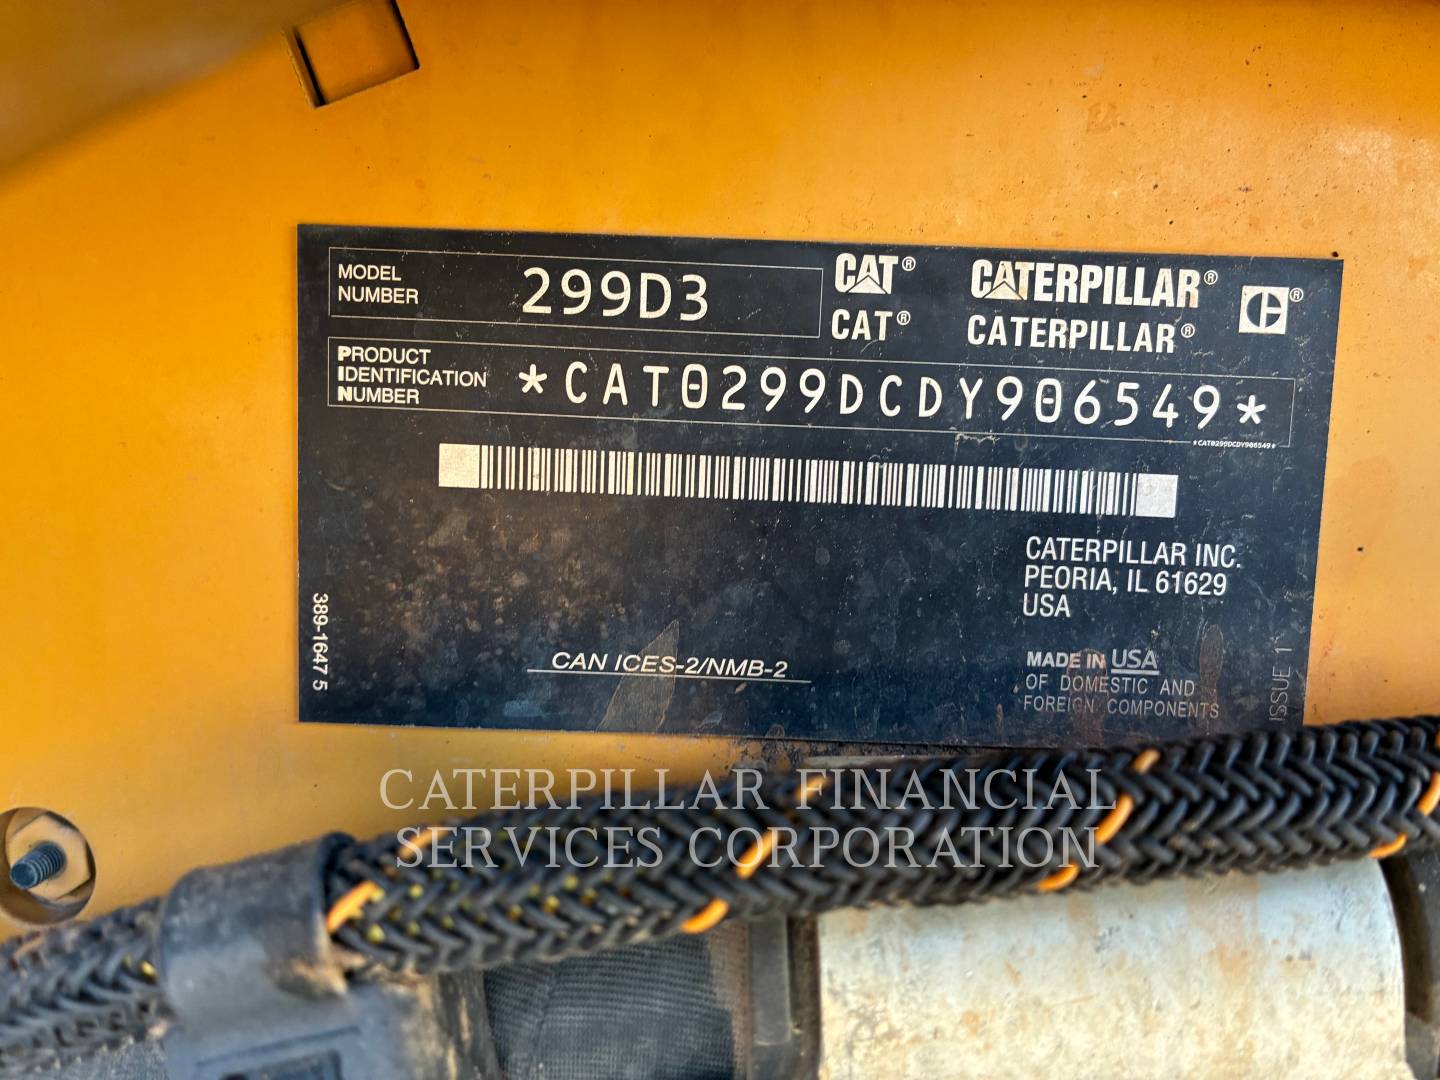 MODEL
NUMBER
299D3
CAT® CATERPILLAR® ®
CAT® CATERPILLAR®
PRODUCT
IDENTIFICATION
NUMBER
*CAT0299DCDY906549*
*CAT0299DCDY906549*
CATERPILLAR INC.
PEORIA, IL 61629
USA
389-1647 5
CAN ICES-2/NMB-2
MADE IN USA
OF DOMESTIC AND
FOREIGN COMPONENTS
ISSUE 1
CATERPILLAR FINANCIAL
SERVICES CORPORATION